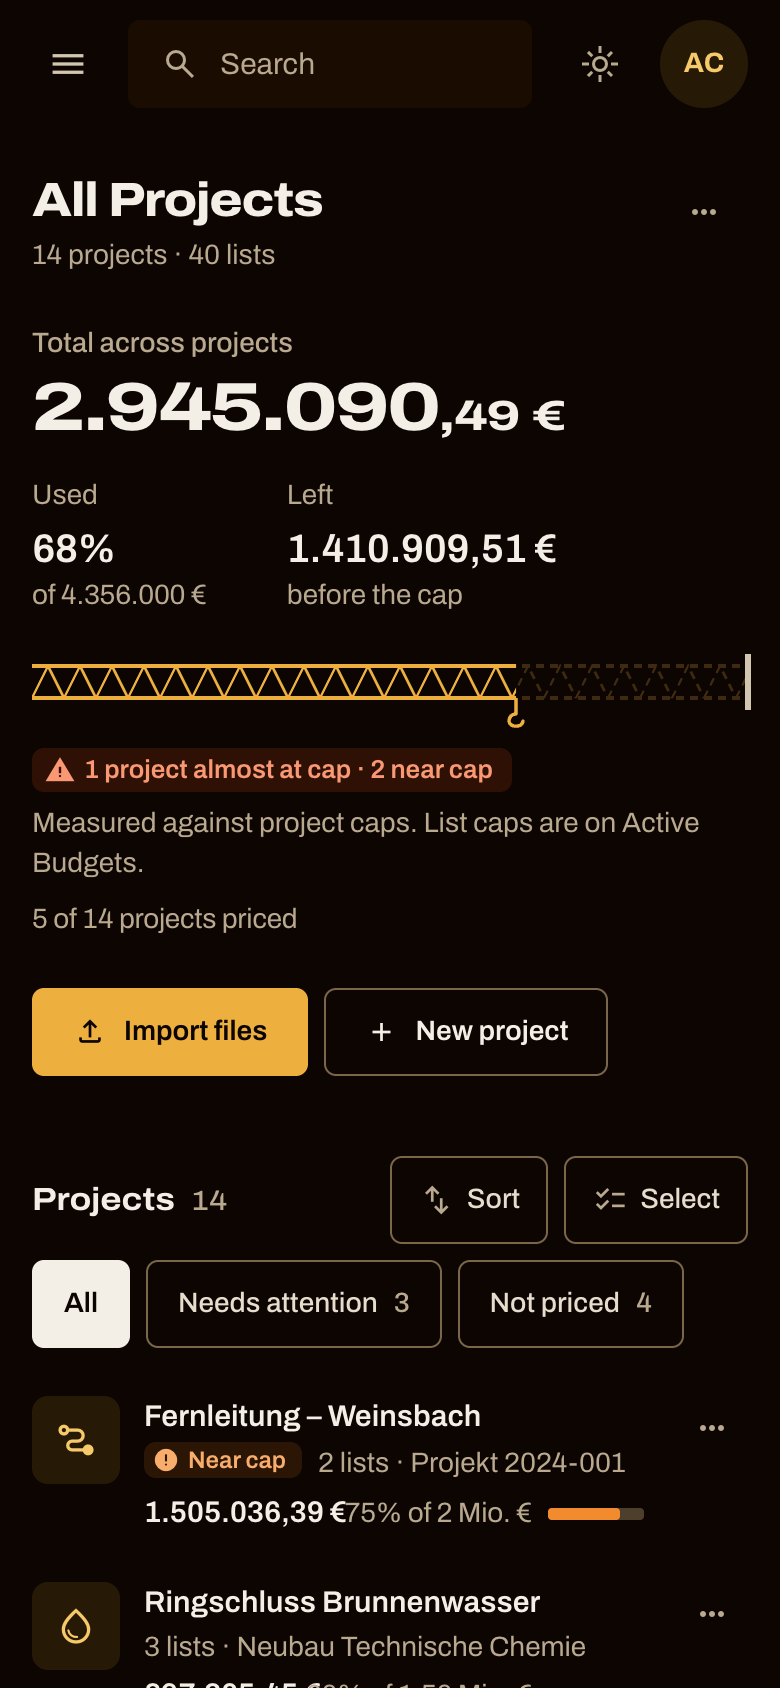 Search
AC
All Projects
14 projects · 40 lists
Total across projects
2.945.090,49 €
Used
Left
68%
1.410.909,51 €
of 4.356.000 €
before the cap
1 project almost at cap · 2 near cap
Measured against project caps. List caps are on Active
Budgets.
5 of 14 projects priced
Import files
New project
Projects 14
Sort
Select
All
Needs attention 3
Not priced 4
Fernleitung – Weinsbach
Near cap
2 lists · Projekt 2024-001
1.505.036,39 €75% of 2 Mio. €
Ringschluss Brunnenwasser
3 lists · Neubau Technische Chemie